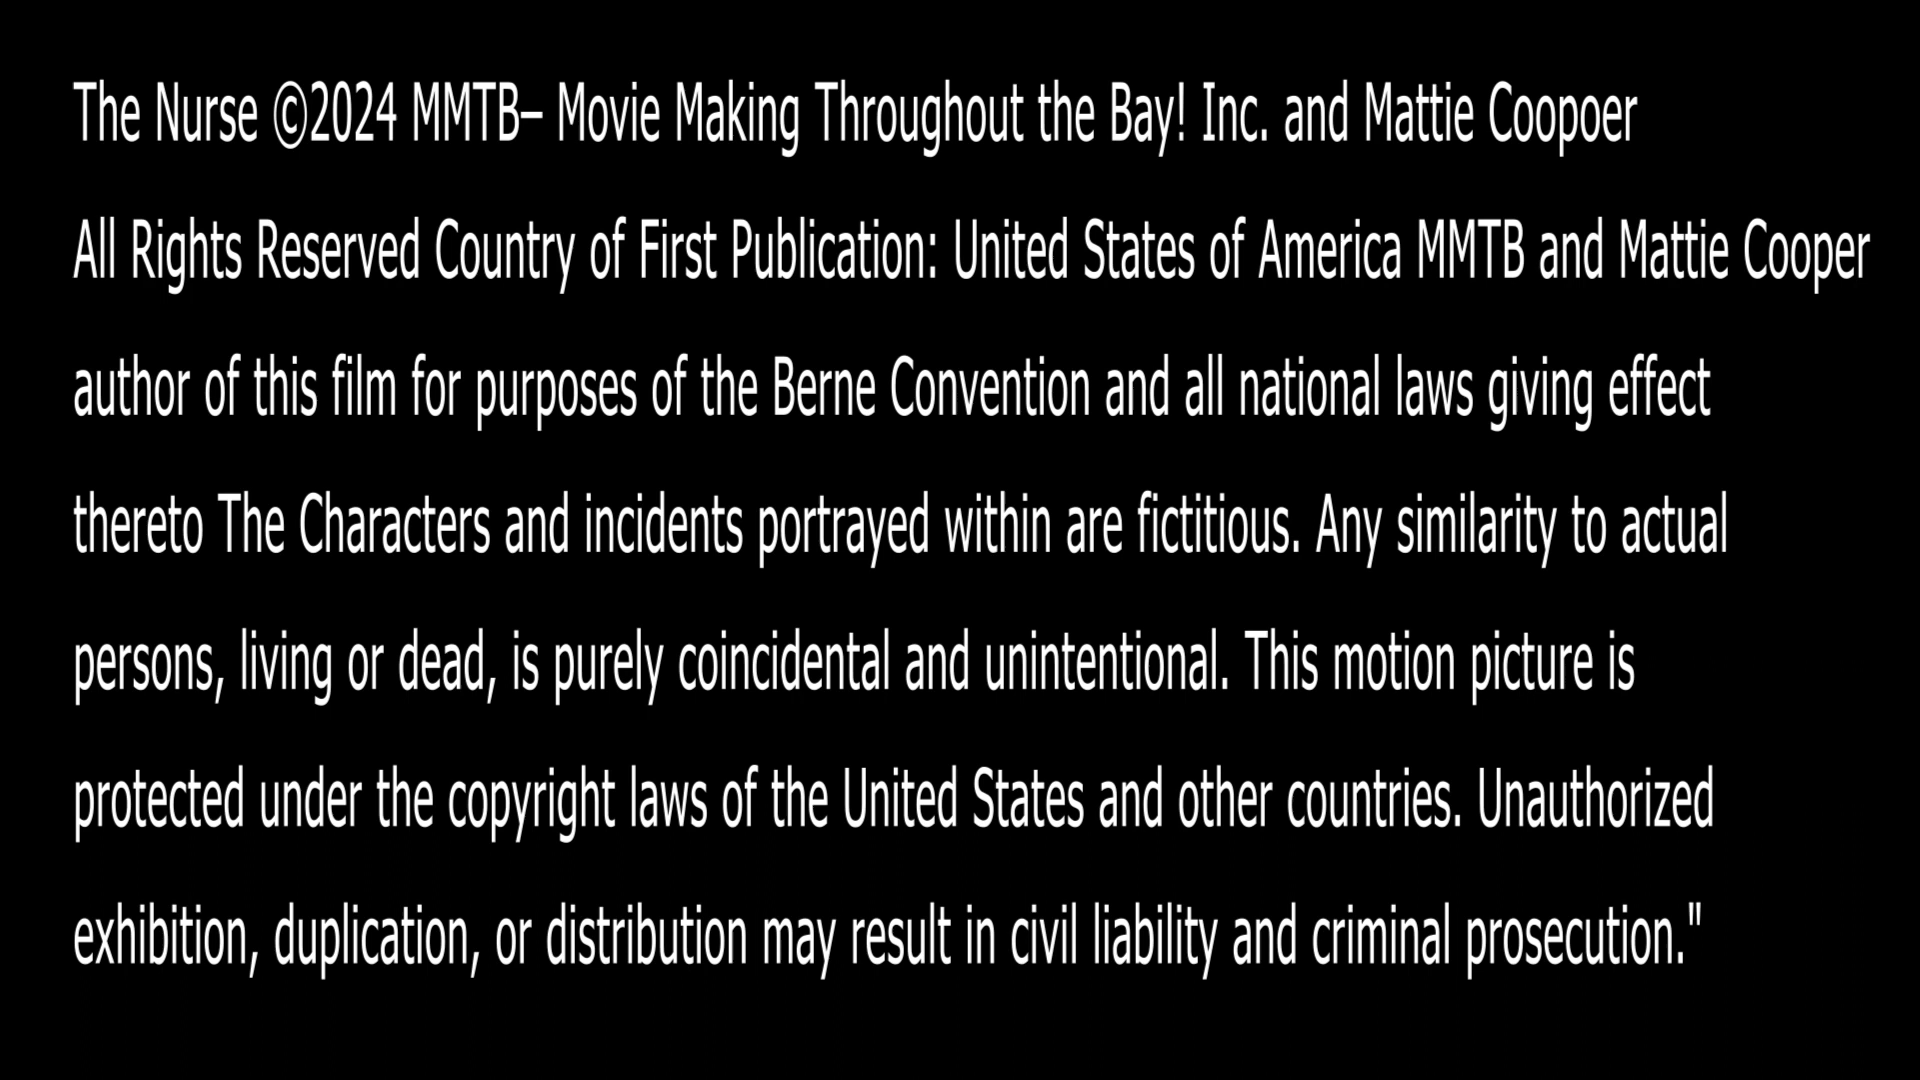 The Nurse ©2024 MMTB– Movie Making Throughout the Bay! Inc. and Mattie Coopoer
All Rights Reserved Country of First Publication: United States of America MMTB and Mattie Cooper
author of this film for purposes of the Berne Convention and all national laws giving effect
thereto The Characters and incidents portrayed within are fictitious. Any similarity to actual
persons, living or dead, is purely coincidental and unintentional. This motion picture is
protected under the copyright laws of the United States and other countries. Unauthorized
exhibition, duplication, or distribution may result in civil liability and criminal prosecution."